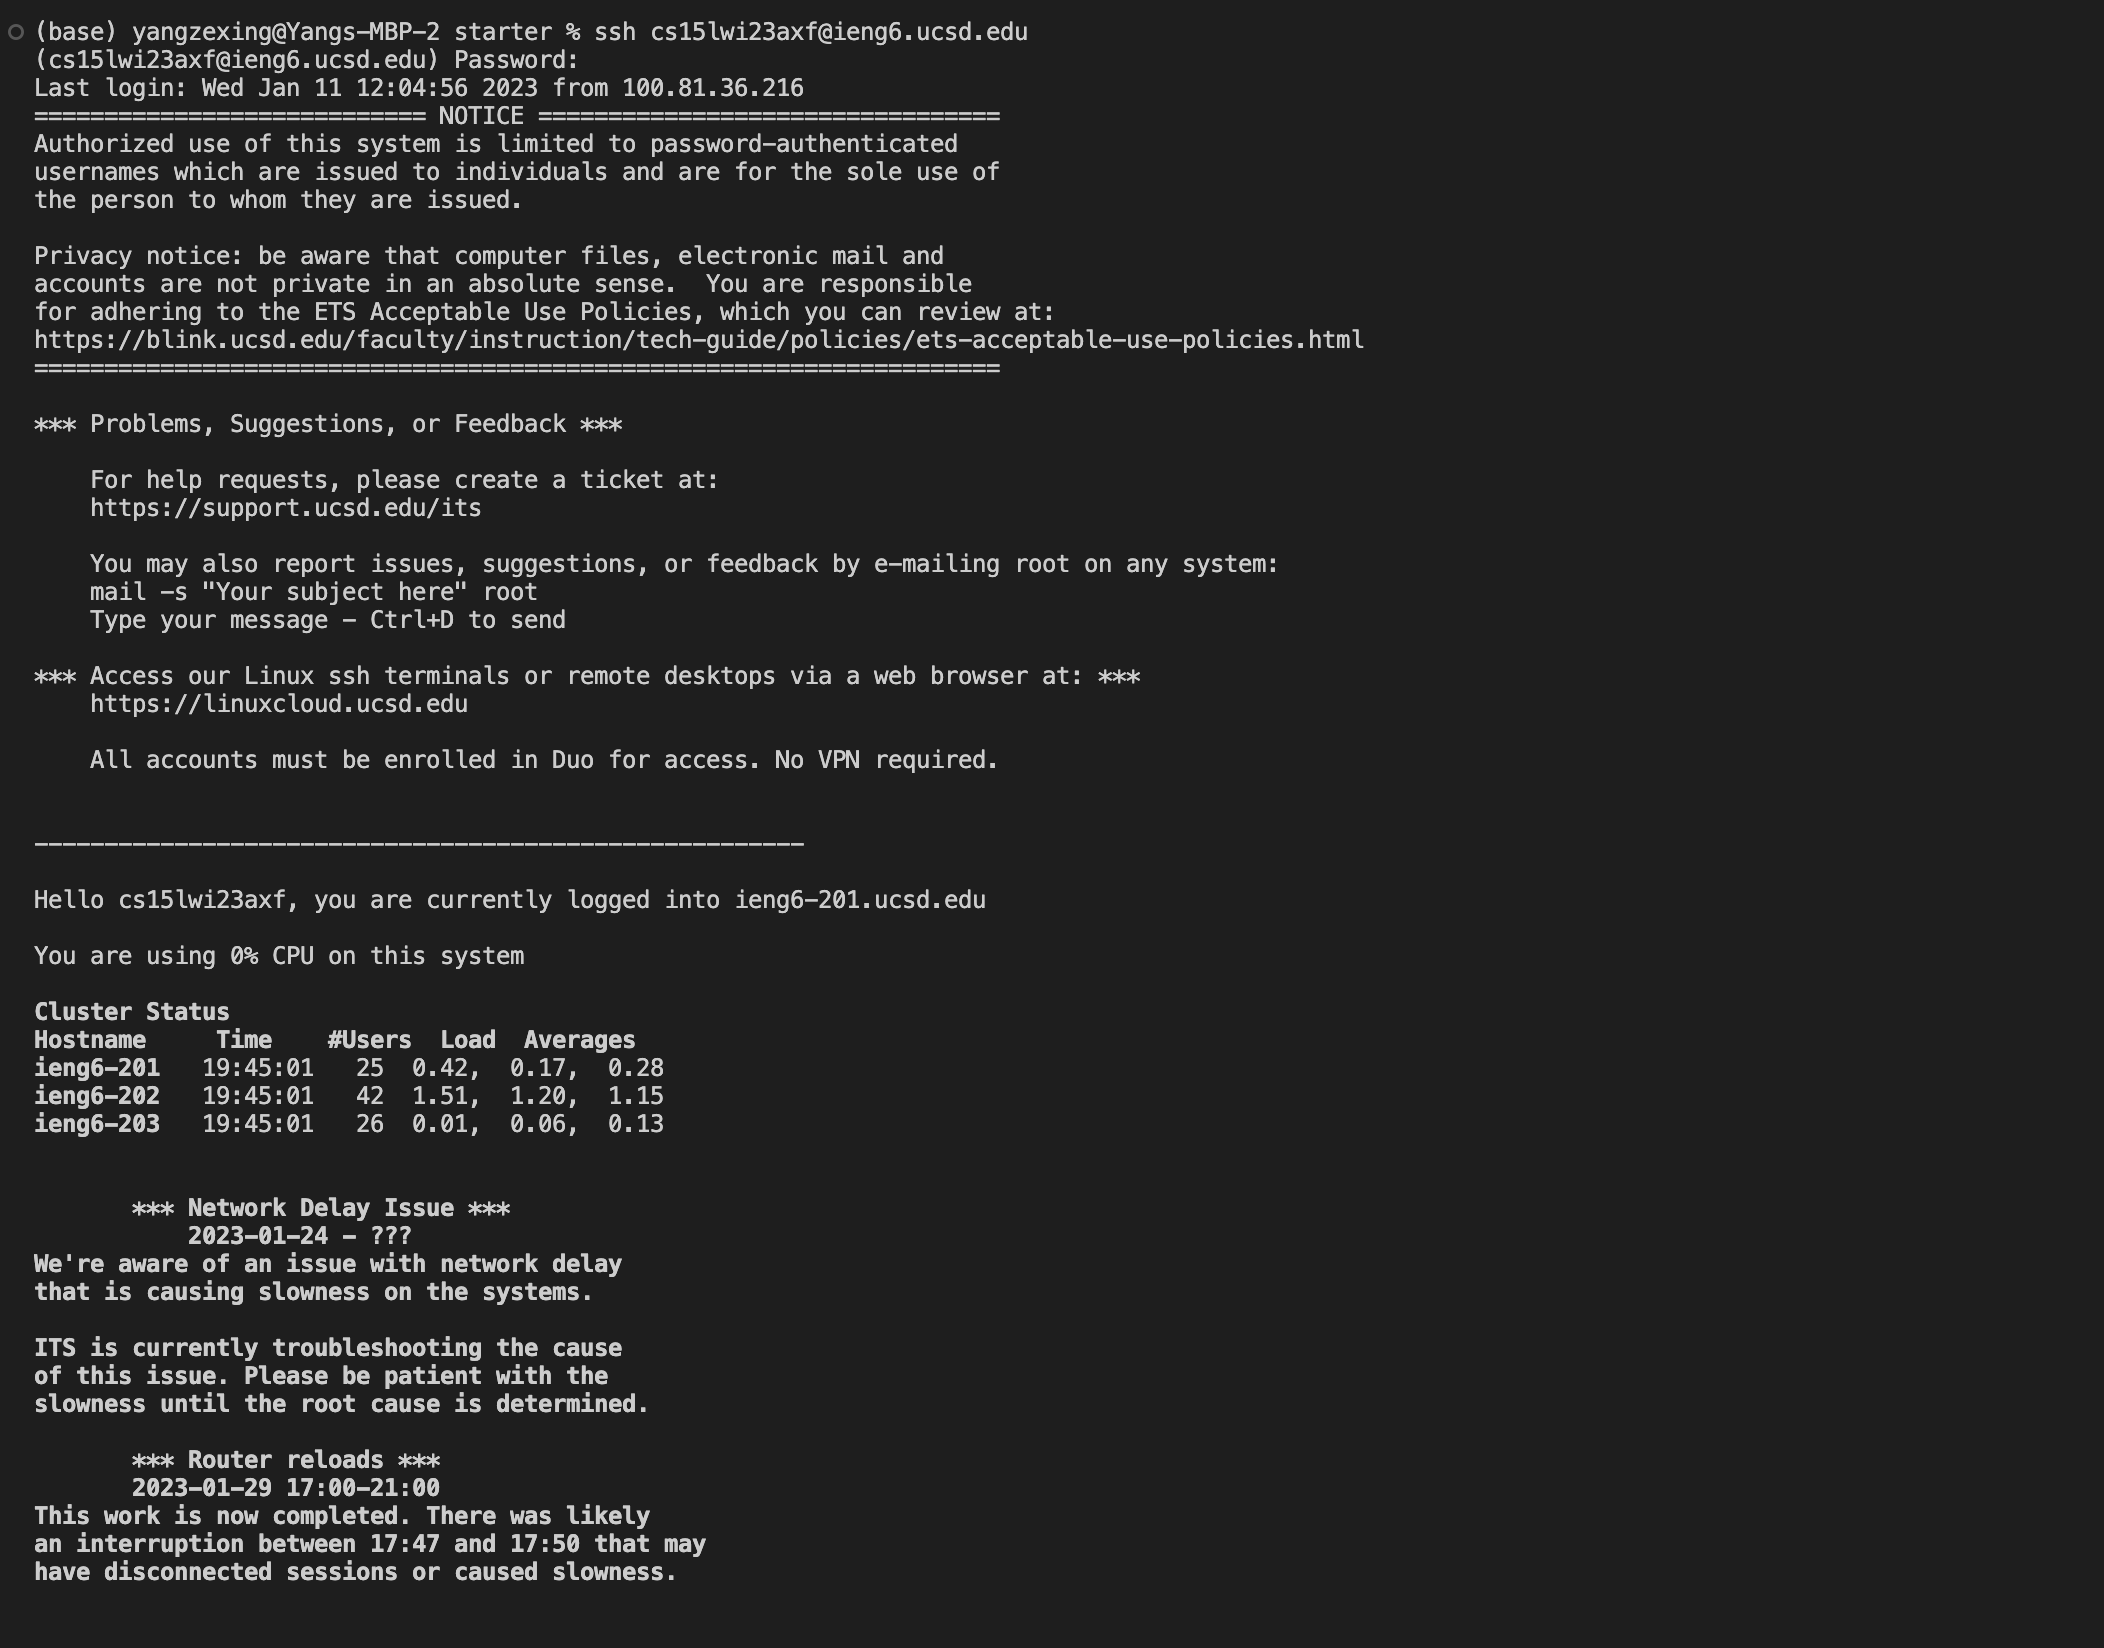 (base) yangzexing@Yangs-MBP-2 starter % ssh cs15lwi23axf@ieng6.ucsd.edu
(cs15lwi23axf@ieng6.ucsd.edu) Password:
Last login: Wed Jan 11 12:04:56 2023 from 100.81.36.216
============================ NOTICE =================================
Authorized use of this system is limited to password-authenticated
usernames which are issued to individuals and are for the sole use of
the person to whom they are issued.

Privacy notice: be aware that computer files, electronic mail and
accounts are not private in an absolute sense.  You are responsible
for adhering to the ETS Acceptable Use Policies, which you can review at:
https://blink.ucsd.edu/faculty/instruction/tech-guide/policies/ets-acceptable-use-policies.html
=====================================================================

*** Problems, Suggestions, or Feedback ***

    For help requests, please create a ticket at:
    https://support.ucsd.edu/its

    You may also report issues, suggestions, or feedback by e-mailing root on any system:
    mail -s "Your subject here" root
    Type your message - Ctrl+D to send

*** Access our Linux ssh terminals or remote desktops via a web browser at: ***
    https://linuxcloud.ucsd.edu

    All accounts must be enrolled in Duo for access. No VPN required.


-------------------------------------------------------

Hello cs15lwi23axf, you are currently logged into ieng6-201.ucsd.edu

You are using 0% CPU on this system

Cluster Status
Hostname     Time    #Users  Load  Averages
ieng6-201   19:45:01   25  0.42,  0.17,  0.28
ieng6-202   19:45:01   42  1.51,  1.20,  1.15
ieng6-203   19:45:01   26  0.01,  0.06,  0.13


       *** Network Delay Issue ***
           2023-01-24 - ???
We're aware of an issue with network delay
that is causing slowness on the systems.

ITS is currently troubleshooting the cause
of this issue. Please be patient with the
slowness until the root cause is determined.

       *** Router reloads ***
       2023-01-29 17:00-21:00
This work is now completed. There was likely
an interruption between 17:47 and 17:50 that may
have disconnected sessions or caused slowness.